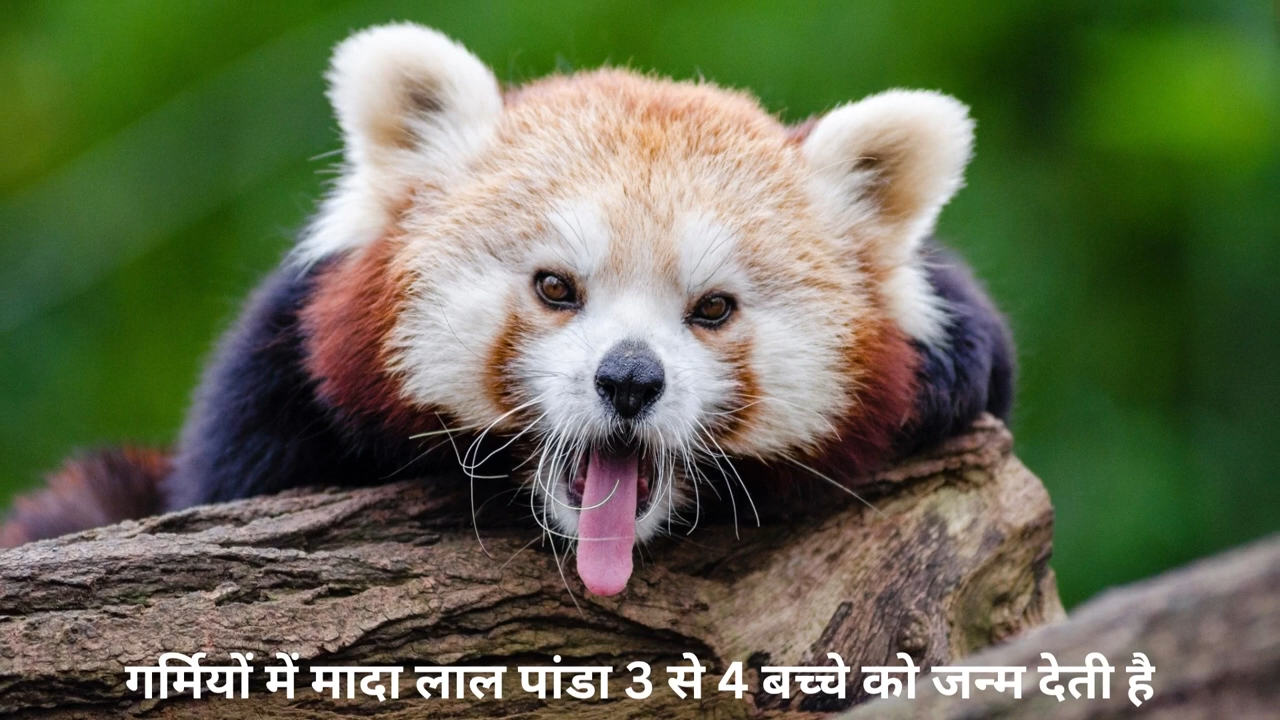 गर्मियों में मादा लाल पांडा 3 से 4 बच्चे को जन्म देती है